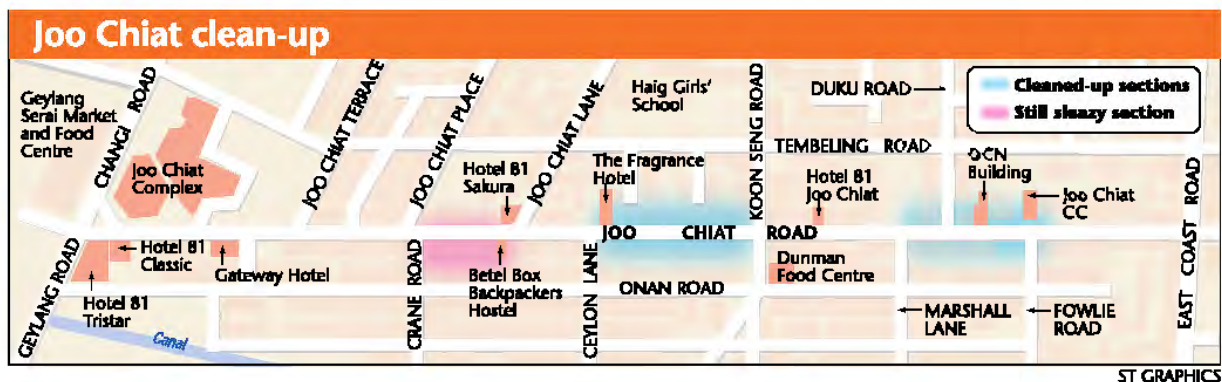 Joo Chiat clean-up
Geylang
Serai Market
and Food
Centre
CHANGI ROAD
Joo Chiat
Complex
JOO CHIAT TERRACE
JOO CHIAT PLACE
JOO CHIAT LANE
Haig Girls'
School
KOON SENG ROAD
DUKU ROAD
Cleaned-up sections
Still sleazy section
TEMBELING ROAD
Hotel 81
Sakura
The Fragrance
Hotel
Hotel 81
Joo Chiat
OCN
Building
Joo Chiat
CC
EAST COAST ROAD
JOO CHIAT ROAD
GEYLANG ROAD
Hotel 81
Classic
Hotel 81
Tristar
Gateway Hotel
CRANE ROAD
Betel Box
Backpackers
Hostel
CEYLON LANE
ONAN ROAD
Dunman
Food Centre
MARSHALL
LANE
FOWLIE
ROAD
Canal
ST GRAPHICS